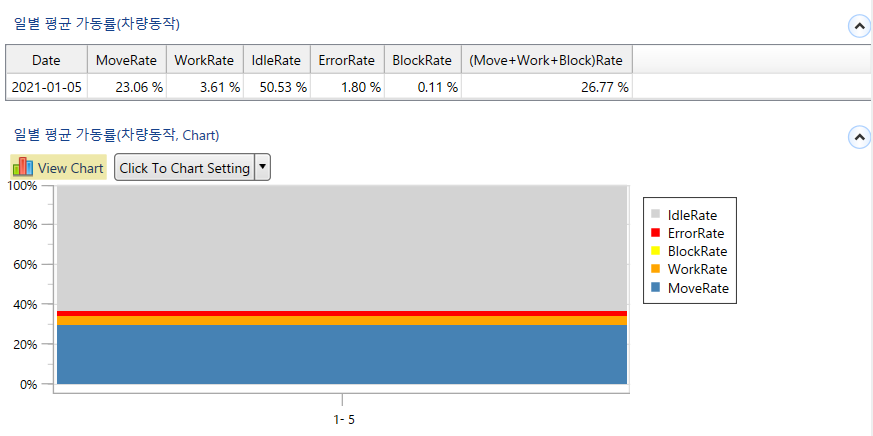 일별 평균 가동률(차량동작)
Date MoveRate WorkRate IdleRate ErrorRate BlockRate (Move+Work+Block)Rate
2021-01-05 23.06 % 3.61 % 50.53 % 1.80 % 0.11 % 26.77 %
일별 평균 가동률(차량동작, Chart)
View Chart Click To Chart Setting
100%
80%
60%
40%
20%
0%
1- 5
IdleRate
ErrorRate
BlockRate
WorkRate
MoveRate